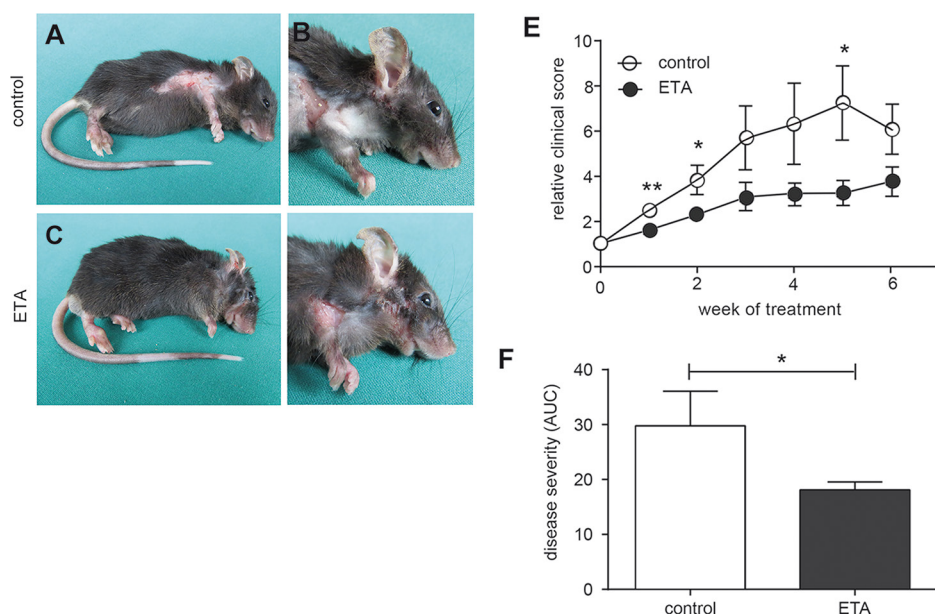 A
B
control
C
ETA
E
relative clinical score
10
8
6
4
2
0
control
ETA
**
*
*
0
2
4
6
week of treatment
F
disease severity (AUC)
40
30
20
10
0
*
control
ETA